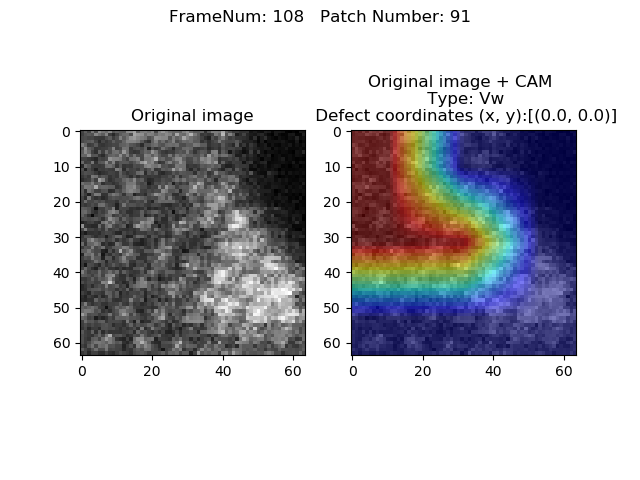 FrameNum: 108   Patch Number: 91
Original image
0
10
20
30
40
50
60
0 20 40 60
Original image + CAM
Type: Vw
Defect coordinates (x, y):[(0.0, 0.0)]
0
10
20
30
40
50
60
0 20 40 60